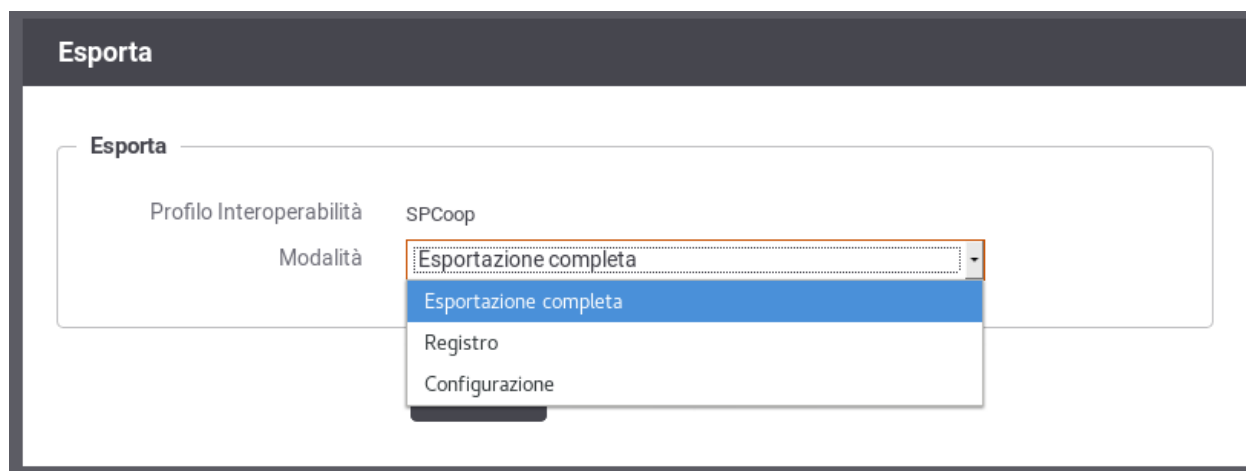 Esporta
Esporta
Profilo Interoperabilità SPCoop
Modalità Esportazione completa
Esportazione completa
Registro
Configurazione